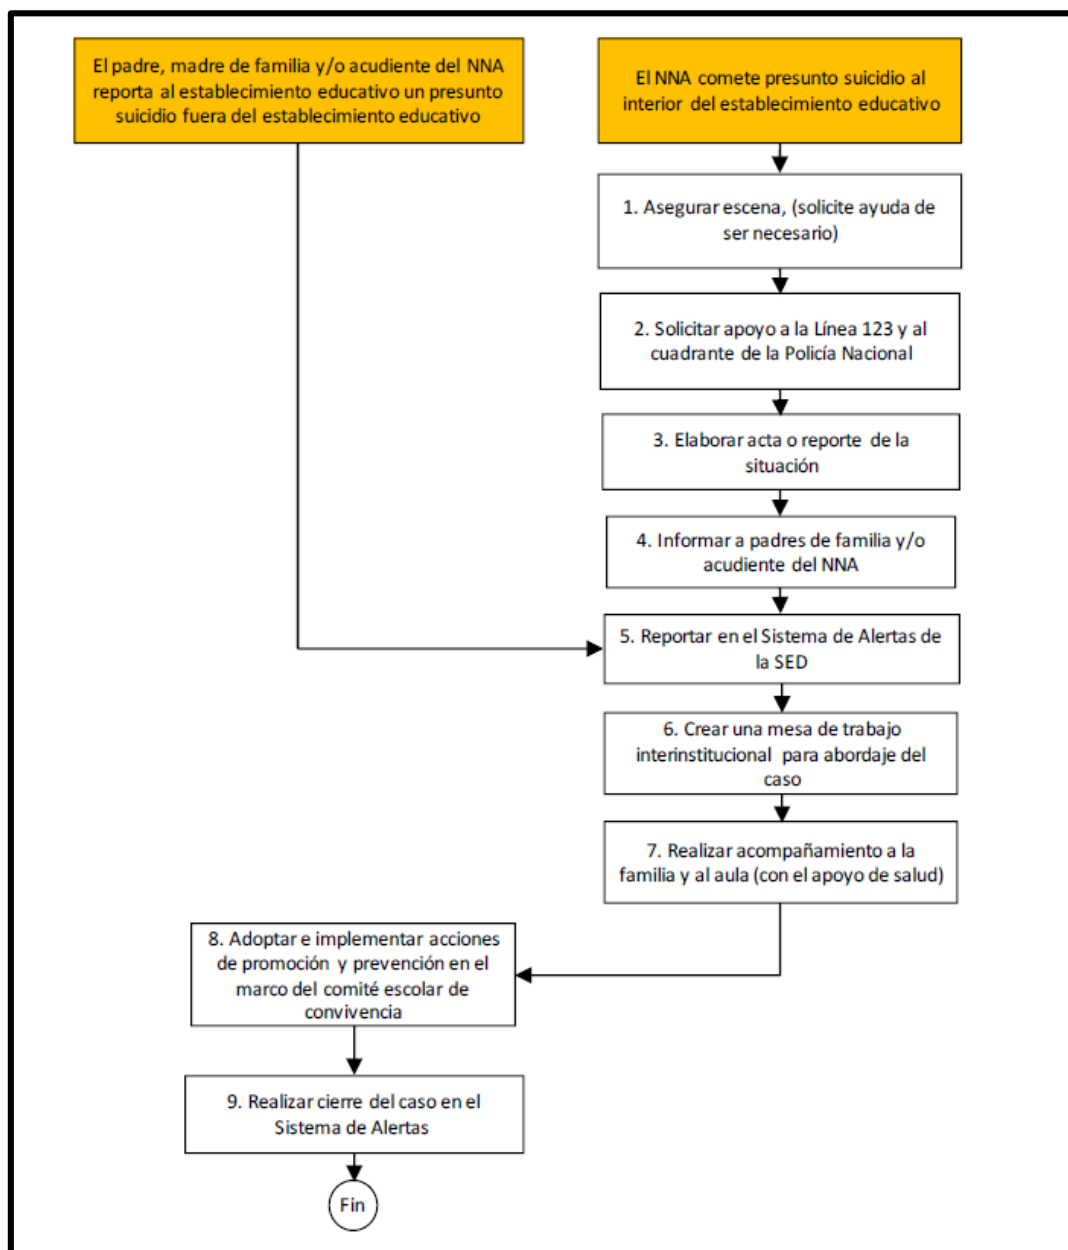 El padre, madre de familia y/o acudiente del NNA
reporta al establecimiento educativo un presunto
suicidio fuera del establecimiento educativo
El NNA comete presunto suicidio al
interior del establecimiento educativo
1. Asegurar escena, (solicite ayuda de
ser necesario)
2. Solicitar apoyo a la Línea 123 y al
cuadrante de la Policía Nacional
3. Elaborar acta o reporte de la
situación
4. Informar a padres de familia y/o
acudiente del NNA
5. Reportar en el Sistema de Alertas de
la SED
6. Crear una mesa de trabajo
interinstitucional para abordaje del
caso
7. Realizar acompañamiento a la
familia y al aula (con el apoyo de salud)
8. Adoptar e implementar acciones
de promoción y prevención en el
marco del comité escolar de
convivencia
9. Realizar cierre del caso en el
Sistema de Alertas
Fin